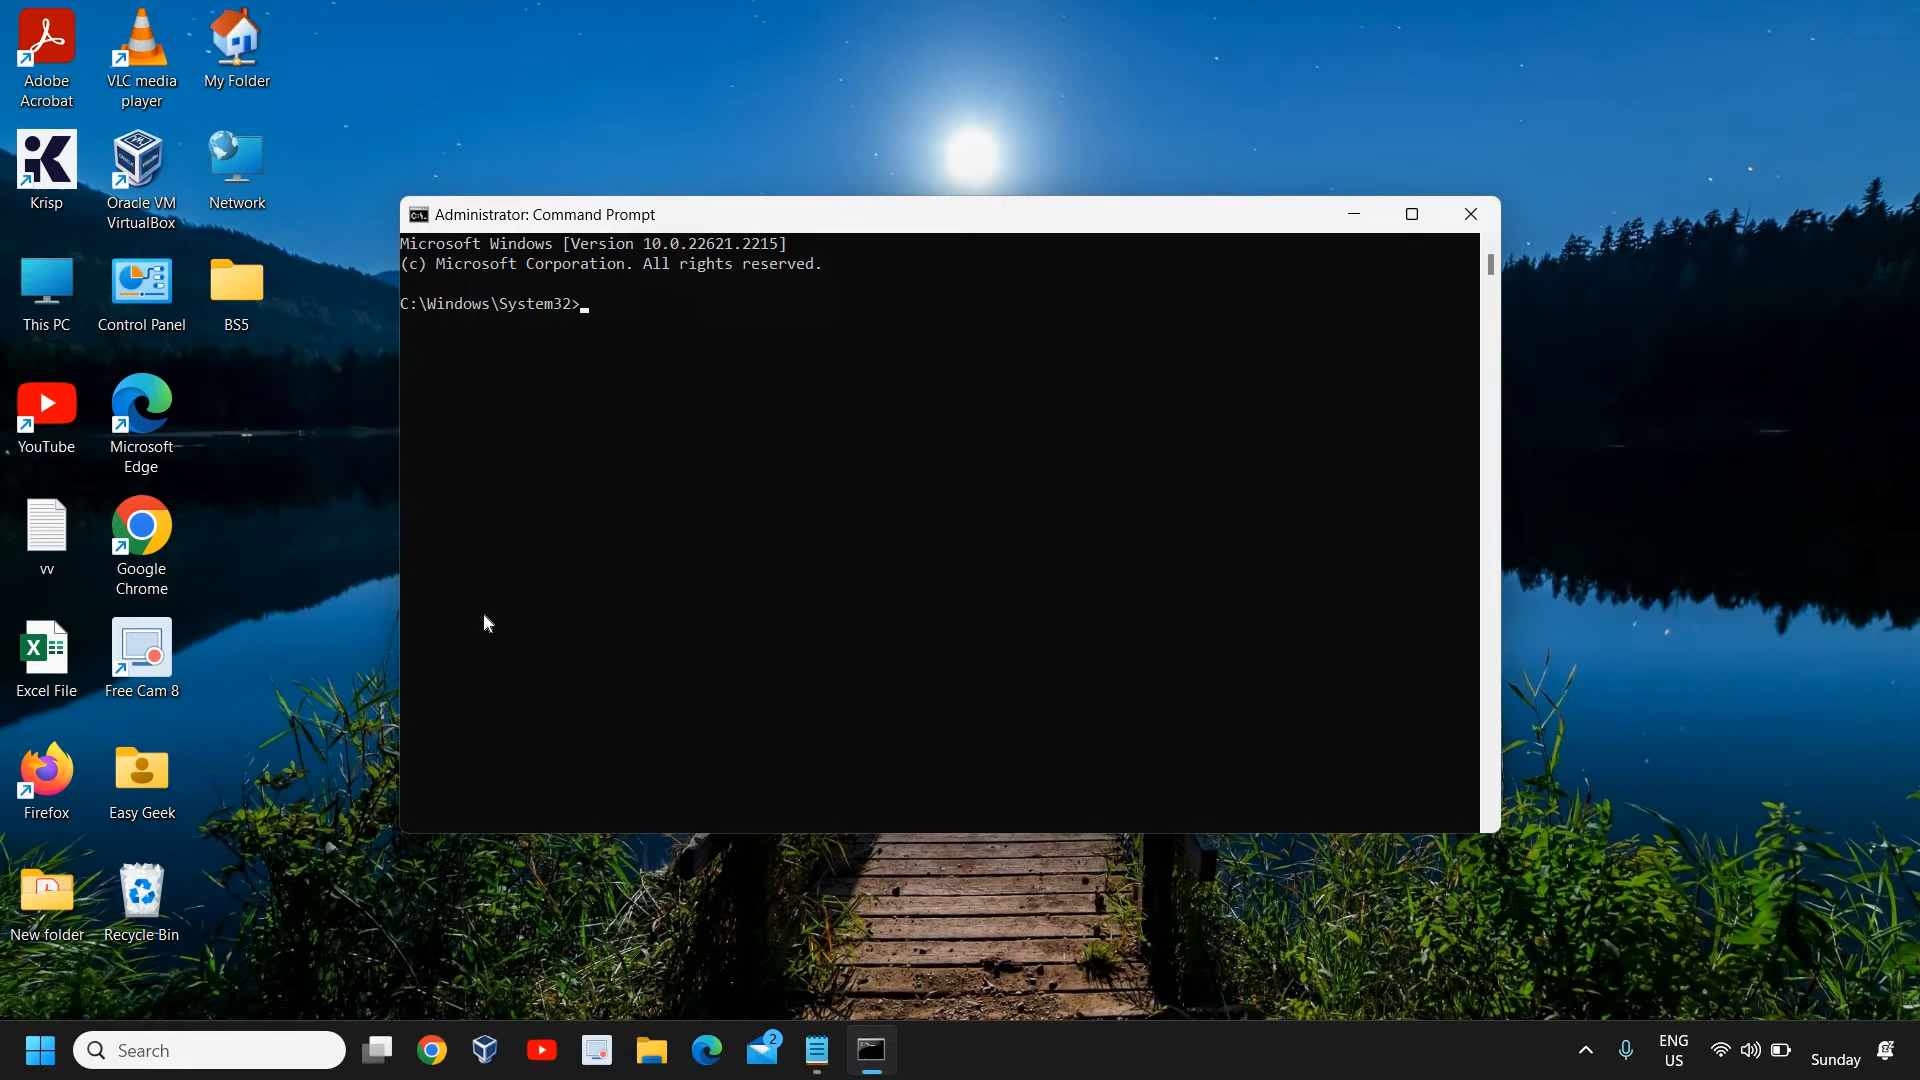 Adobe
Acrobat
VLC media
player
My Folder
Krisp
Oracle VM
VirtualBox
Network
This PC
Control Panel
BS5
YouTube
Microsoft
Edge
vv
Google
Chrome
Excel File
Free Cam 8
Firefox
Easy Geek
New folder
Recycle Bin
Administrator: Command Prompt
Microsoft Windows [Version 10.0.22621.2215]
(c) Microsoft Corporation. All rights reserved.
C:\Windows\System32>
Search
2
ENG
US
Sunday